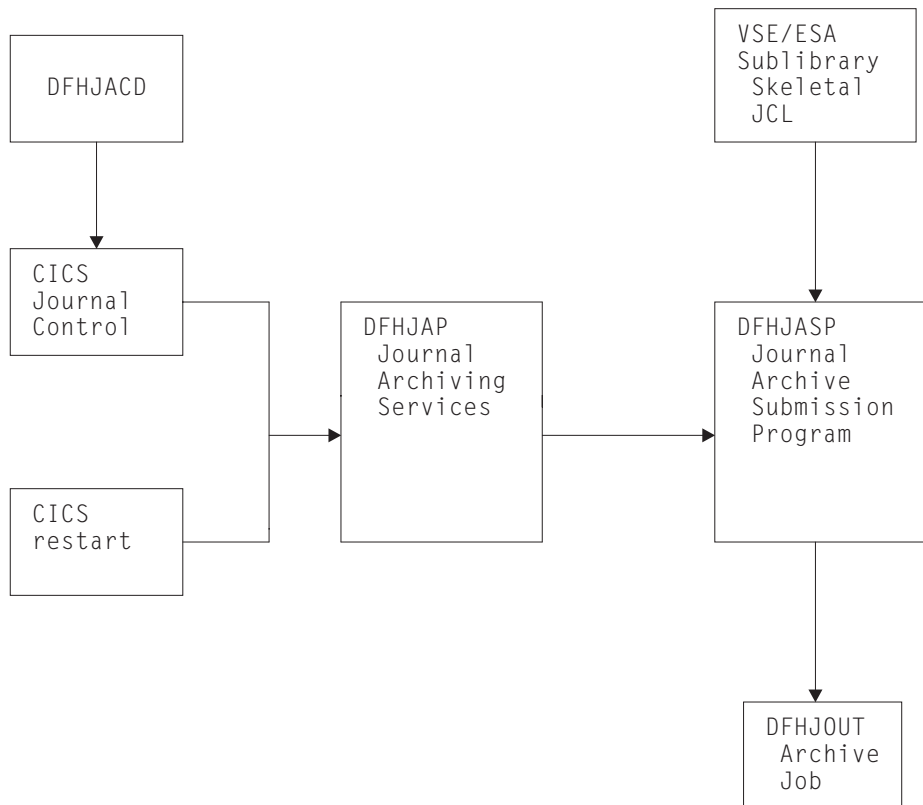 DFHJACD
VSE/ESA
Sublibrary
Skeletal
JCL
CICS
Journal
Control
DFHJAP
Journal
Archiving
Services
DFHJASP
Journal
Archive
Submission
Program
CICS
restart
DFHJOUT
Archive
Job